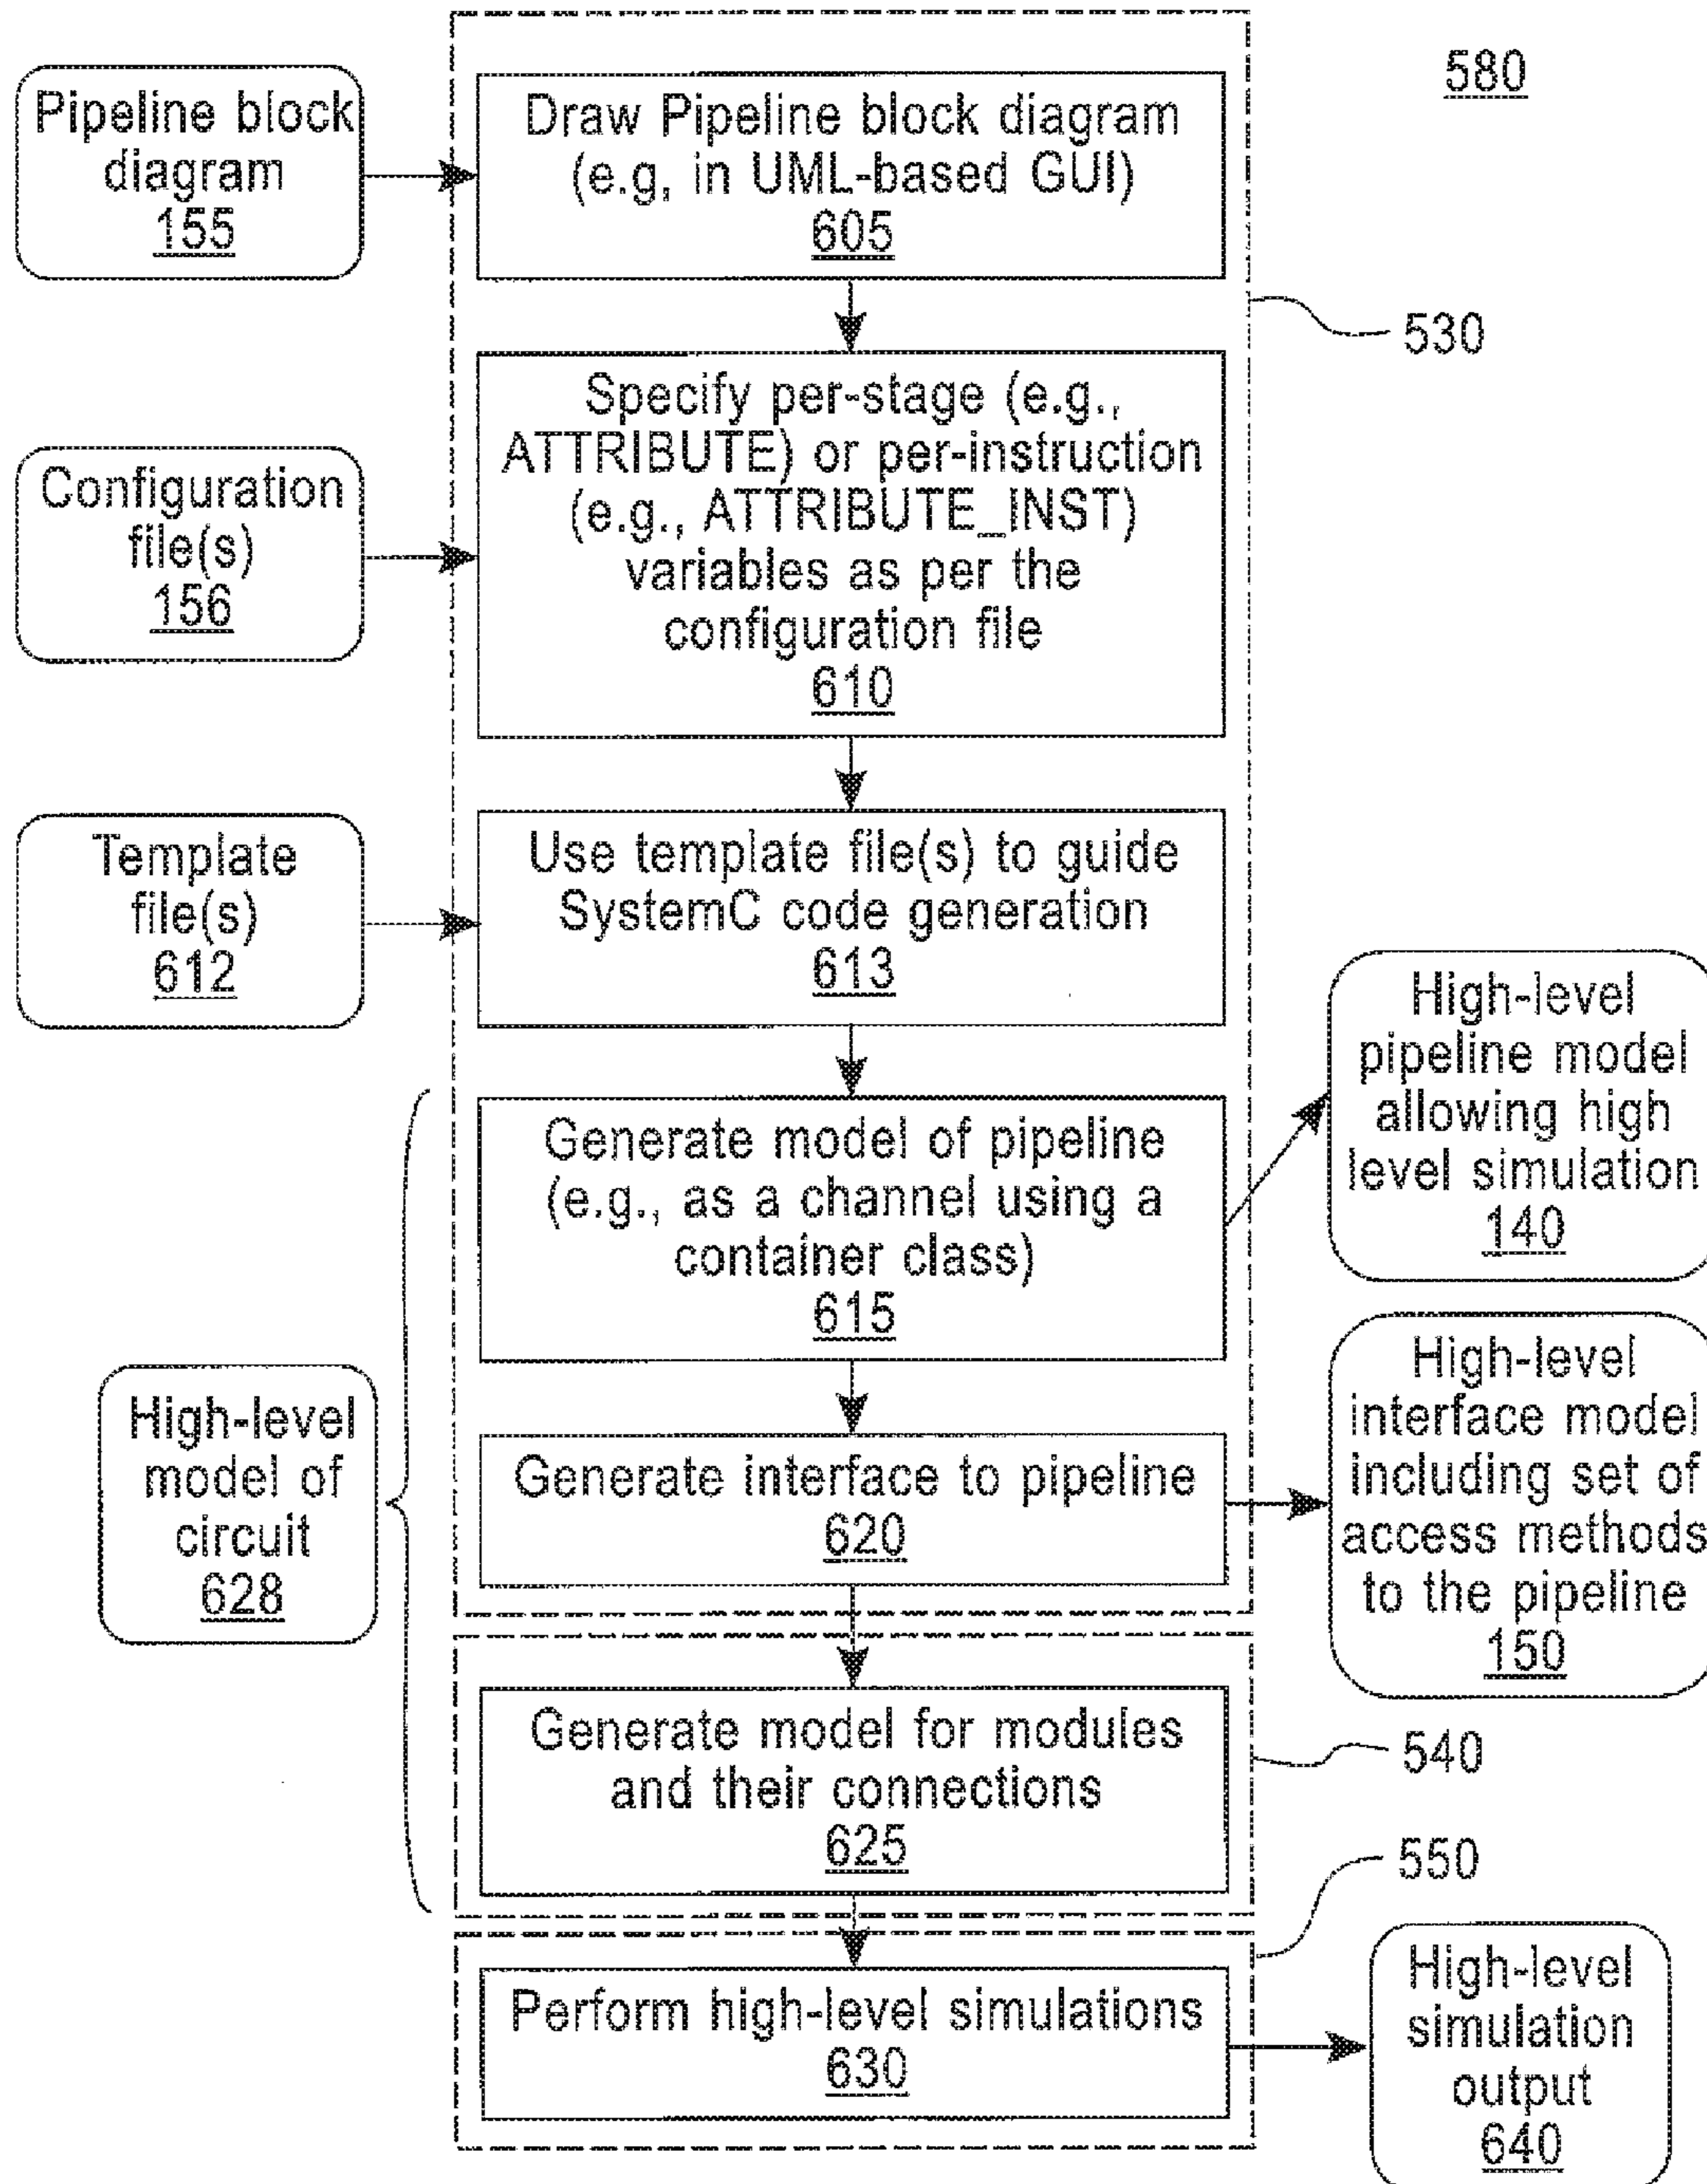 580
Pipeline block
diagram
155
Draw Pipeline block diagram
(e.g, in UML-based GUI)
605
530
Configuration
file(s)
156
Specify per-stage (e.g.,
ATTRIBUTE) or per-instruction
(e.g., ATTRIBUTE_INST)
variables as per the
configuration file
610
Template
file(s)
612
Use template file(s) to guide
SystemC code generation
613
Generate model of pipeline
(e.g., as a channel using a
container class)
615
High-level
pipeline model
allowing high
level simulation
140
High-level
model of
circuit
628
Generate interface to pipeline
620
High-level
interface model
including set of
access methods
to the pipeline
150
Generate model for modules
and their connections
625
540
550
Perform high-level simulations
630
High-level
simulation
output
640